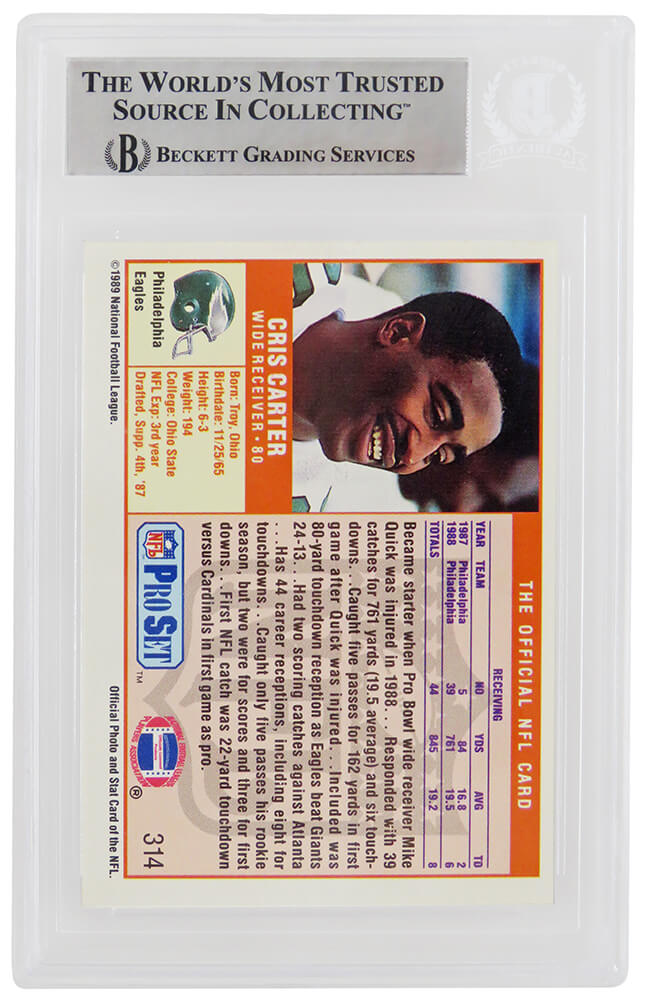 THE WORLD'S MOST TRUSTED
SOURCE IN COLLECTING™
B BECKETT GRADING SERVICES
THE OFFICIAL NFL CARD
CRIS CARTER
WIDE RECEIVER • 80
Born: Troy, Ohio
Birthdate: 11/25/65
Height: 6-3
Weight: 194
College: Ohio State
NFL Exp: 3rd year
Drafted, Supp. 4th, '87
Philadelphia
Eagles
©1989 National Football League.
RECEIVING
YEAR TEAM NO YDS AVG TD
1987 Philadelphia 5 84 16.8 2
1988 Philadelphia 39 761 19.5 6
TOTALS 44 845 19.2 8
Became starter when Pro Bowl wide receiver Mike
Quick was injured in 1988. . . Responded with 39
catches for 761 yards (19.5 average) and six touch-
downs. . . Caught five passes for 162 yards in first
game after Quick was injured. . . Included was
80-yard touchdown reception as Eagles beat Giants
24-13. . . Had two scoring catches against Atlanta
. . . Has 44 career receptions, including eight for
touchdowns. . . Caught only five passes his rookie
season, but two were for scores and three for first
downs. . . First NFL catch was 22-yard touchdown
versus Cardinals in first game as pro.
NFL PRO SET™
®
314
Official Photo and Stat Card of the NFL.